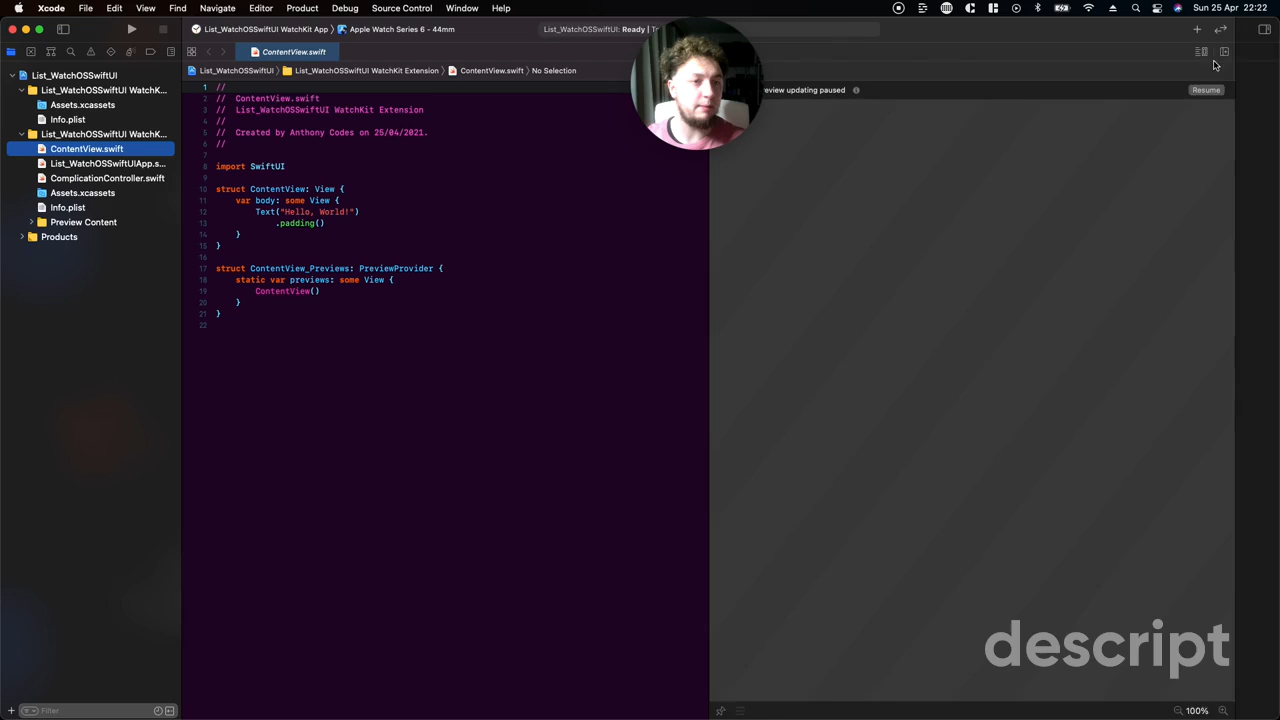 Xcode File Edit View Find Navigate Editor Product Debug Source Control Window Help
Sun 25 Apr 22:22
List_WatchOSSwiftUI WatchKit App 〉 Apple Watch Series 6 - 44mm
List_WatchOSSwiftUI: Ready |
ContentView.swift
List_WatchOSSwiftUI 〉 List_WatchOSSwiftUI WatchKit Extension 〉 ContentView.swift 〉 No Selection
List_WatchOSSwiftUI
List_WatchOSSwiftUI WatchK...
Assets.xcassets
Info.plist
List_WatchOSSwiftUI WatchK...
ContentView.swift
List_WatchOSSwiftUIApp.s...
ComplicationController.swift
Assets.xcassets
Info.plist
Preview Content
Products
1 //
2 // ContentView.swift
3 // List_WatchOSSwiftUI WatchKit Extension
4 //
5 // Created by Anthony Codes on 25/04/2021.
6 //
7
8 import SwiftUI
9
10 struct ContentView: View {
11 var body: some View {
12 Text("Hello, World!")
13 .padding()
14 }
15 }
16
17 struct ContentView_Previews: PreviewProvider {
18 static var previews: some View {
19 ContentView()
20 }
21 }
22
review updating paused
Resume
descript
Filter
100%